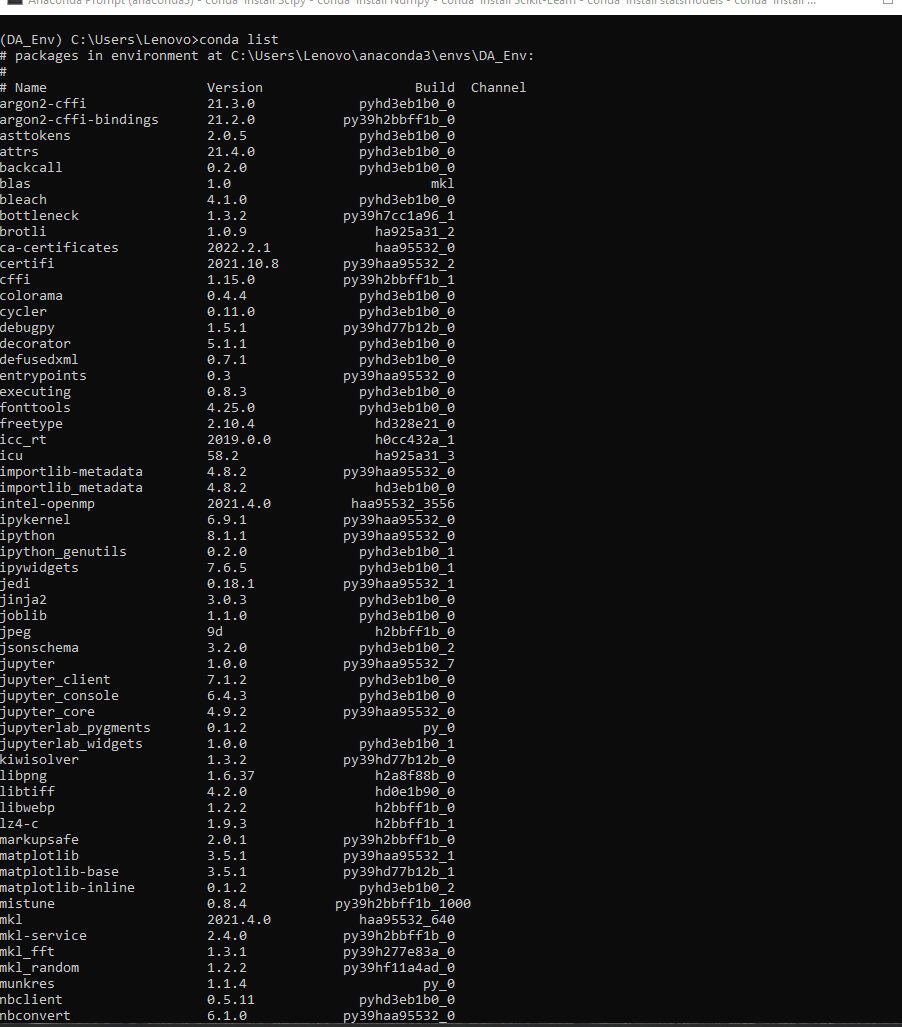 Anaconda Prompt (anaconda3) - conda install Scipy - conda install Numpy - conda install Scikit-Learn - conda install statsmodels - conda install ...
(DA_Env) C:\Users\Lenovo>conda list
# packages in environment at C:\Users\Lenovo\anaconda3\envs\DA_Env:
#
# Name Version Build Channel
argon2-cffi 21.3.0 pyhd3eb1b0_0
argon2-cffi-bindings 21.2.0 py39h2bbff1b_0
asttokens 2.0.5 pyhd3eb1b0_0
attrs 21.4.0 pyhd3eb1b0_0
backcall 0.2.0 pyhd3eb1b0_0
blas 1.0 mkl
bleach 4.1.0 pyhd3eb1b0_0
bottleneck 1.3.2 py39h7cc1a96_1
brotli 1.0.9 ha925a31_2
ca-certificates 2022.2.1 haa95532_0
certifi 2021.10.8 py39haa95532_2
cffi 1.15.0 py39h2bbff1b_1
colorama 0.4.4 pyhd3eb1b0_0
cycler 0.11.0 pyhd3eb1b0_0
debugpy 1.5.1 py39hd77b12b_0
decorator 5.1.1 pyhd3eb1b0_0
defusedxml 0.7.1 pyhd3eb1b0_0
entrypoints 0.3 py39haa95532_0
executing 0.8.3 pyhd3eb1b0_0
fonttools 4.25.0 pyhd3eb1b0_0
freetype 2.10.4 hd328e21_0
icc_rt 2019.0.0 h0cc432a_1
icu 58.2 ha925a31_3
importlib-metadata 4.8.2 py39haa95532_0
importlib_metadata 4.8.2 hd3eb1b0_0
intel-openmp 2021.4.0 haa95532_3556
ipykernel 6.9.1 py39haa95532_0
ipython 8.1.1 py39haa95532_0
ipython_genutils 0.2.0 pyhd3eb1b0_1
ipywidgets 7.6.5 pyhd3eb1b0_1
jedi 0.18.1 py39haa95532_1
jinja2 3.0.3 pyhd3eb1b0_0
joblib 1.1.0 pyhd3eb1b0_0
jpeg 9d h2bbff1b_0
jsonschema 3.2.0 pyhd3eb1b0_2
jupyter 1.0.0 py39haa95532_7
jupyter_client 7.1.2 pyhd3eb1b0_0
jupyter_console 6.4.3 pyhd3eb1b0_0
jupyter_core 4.9.2 py39haa95532_0
jupyterlab_pygments 0.1.2 py_0
jupyterlab_widgets 1.0.0 pyhd3eb1b0_1
kiwisolver 1.3.2 py39hd77b12b_0
libpng 1.6.37 h2a8f88b_0
libtiff 4.2.0 hd0e1b90_0
libwebp 1.2.2 h2bbff1b_0
lz4-c 1.9.3 h2bbff1b_1
markupsafe 2.0.1 py39h2bbff1b_0
matplotlib 3.5.1 py39haa95532_1
matplotlib-base 3.5.1 py39hd77b12b_1
matplotlib-inline 0.1.2 pyhd3eb1b0_2
mistune 0.8.4 py39h2bbff1b_1000
mkl 2021.4.0 haa95532_640
mkl-service 2.4.0 py39h2bbff1b_0
mkl_fft 1.3.1 py39h277e83a_0
mkl_random 1.2.2 py39hf11a4ad_0
munkres 1.1.4 py_0
nbclient 0.5.11 pyhd3eb1b0_0
nbconvert 6.1.0 py39haa95532_0